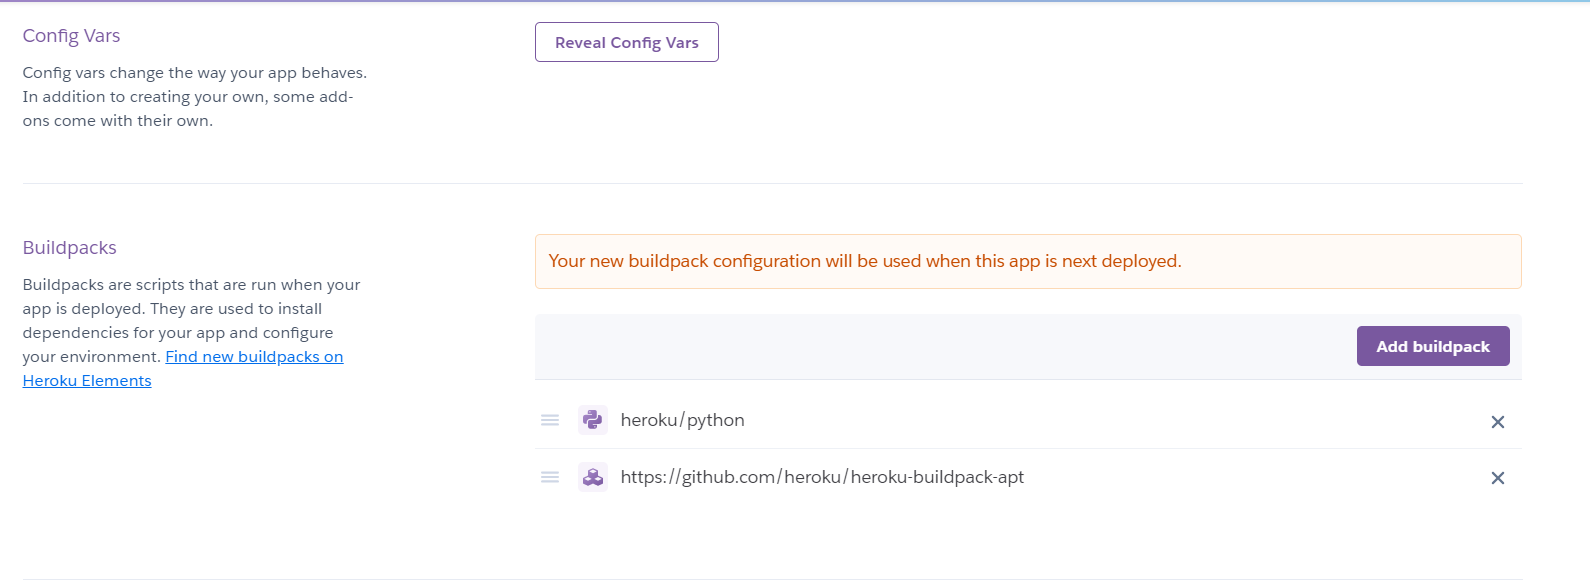 Config Vars
Reveal Config Vars
Config vars change the way your app behaves.
In addition to creating your own, some add-
ons come with their own.
Buildpacks
Your new buildpack configuration will be used when this app is next deployed.
Buildpacks are scripts that are run when your
app is deployed. They are used to install
dependencies for your app and configure
your environment. Find new buildpacks on
Heroku Elements
Add buildpack
heroku/python
https://github.com/heroku/heroku-buildpack-apt